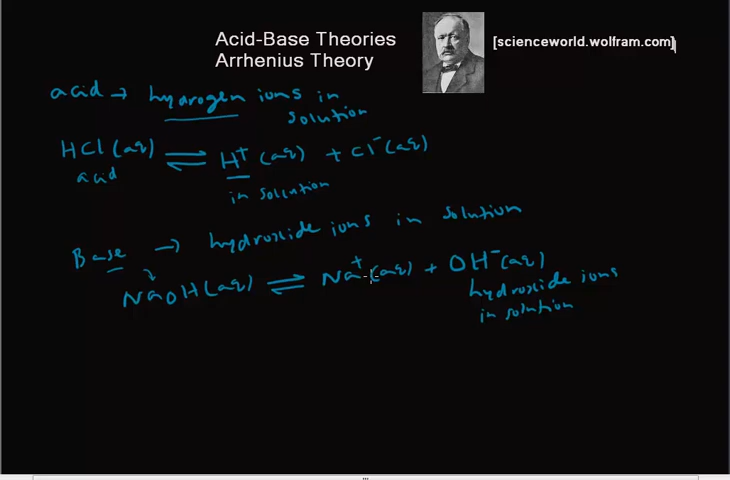 Acid-Base Theories
Arrhenius Theory
[scienceworld.wolfram.com]
acid → hydrogen ions in
solution
HCl (aq) ⇌ H⁺ (aq) + Cl⁻ (aq)
acid
in solution
Base → hydroxide ions in solution
NaOH (aq) ⇌ Na⁺ (aq) + OH⁻ (aq)
hydroxide ions
in solution